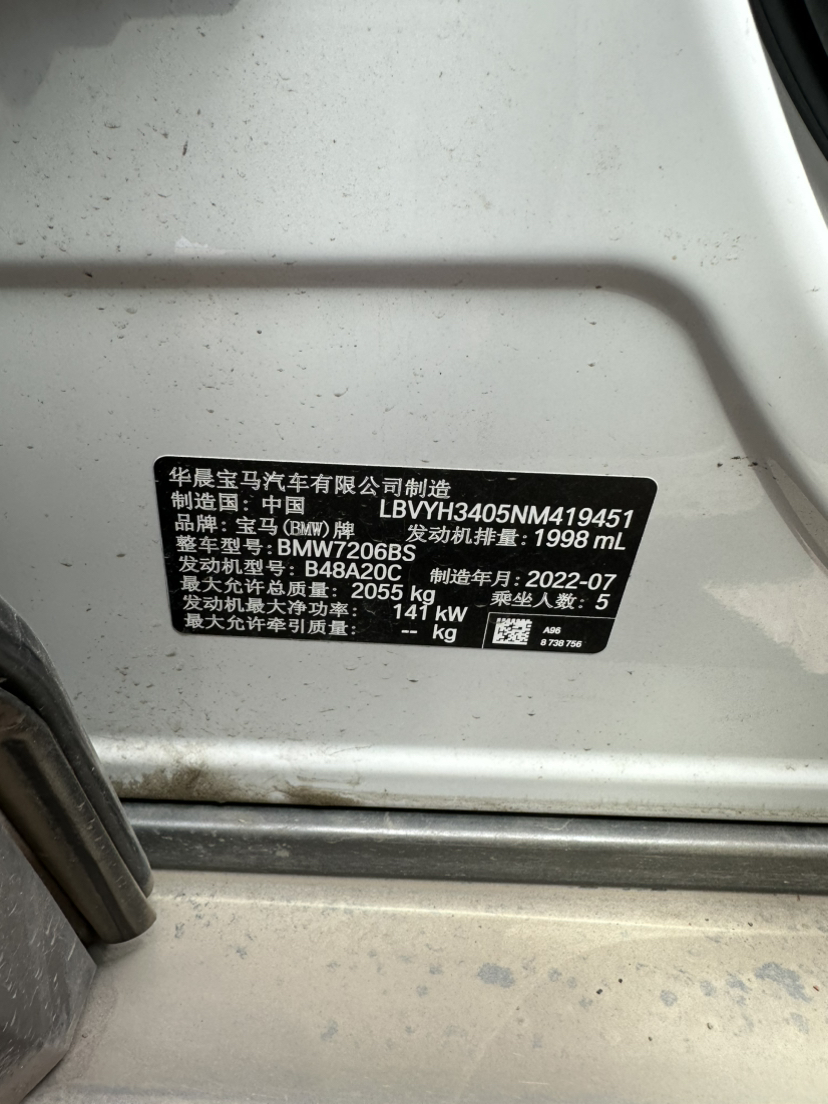 华晨宝马汽车有限公司制造
制造国：中国 LBVYH3405NM419451
品牌：宝马(BMW)牌 发动机排量：1998 mL
整车型号：BMW7206BS
发动机型号：B48A20C 制造年月：2022-07
最大允许总质量：2055 kg 乘坐人数：5
发动机最大净功率：141 kW
最大允许牵引质量：-- kg
A96
8 738 756